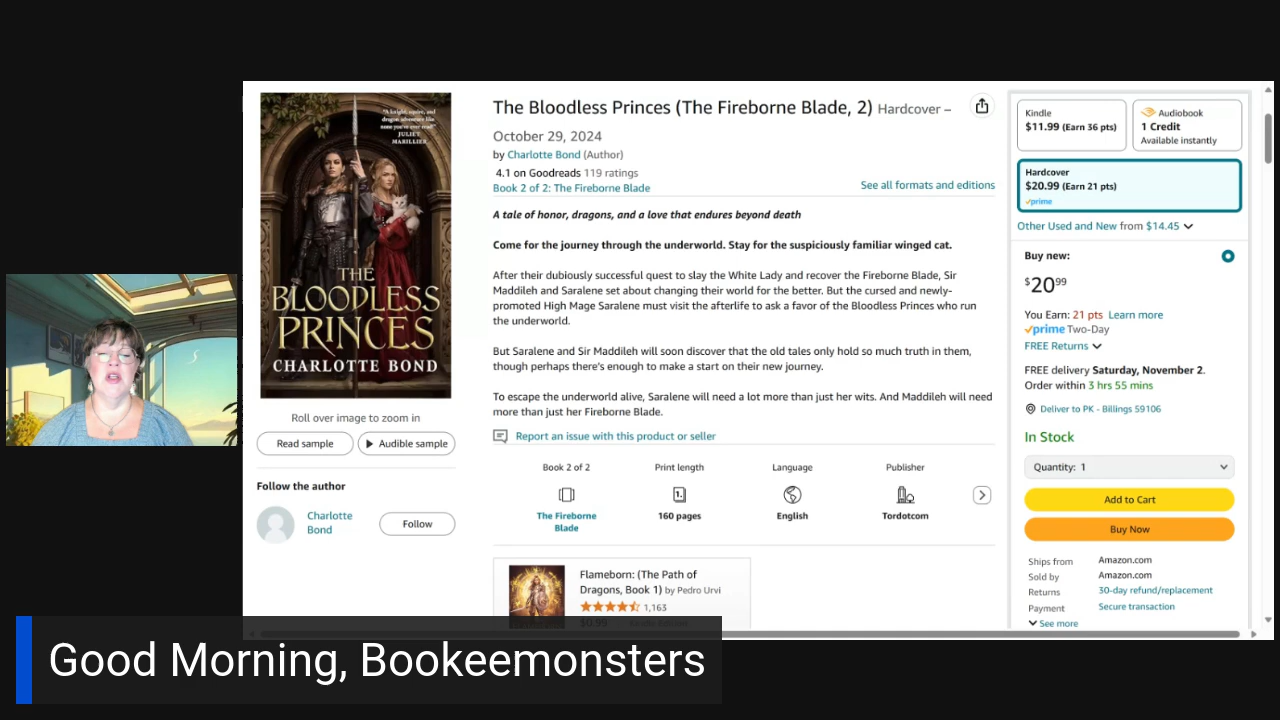 "A knight, squire, and
dragon adventure like
none you've ever read!"
JULIET
MARILLIER
THE
BLOODLESS
PRINCES
CHARLOTTE BOND
Roll over image to zoom in
Read sample
Audible sample
Follow the author
Charlotte
Bond
Follow
The Bloodless Princes (The Fireborne Blade, 2) Hardcover –
October 29, 2024
by Charlotte Bond (Author)
4.1 on Goodreads 119 ratings
Book 2 of 2: The Fireborne Blade
See all formats and editions
A tale of honor, dragons, and a love that endures beyond death
Come for the journey through the underworld. Stay for the suspiciously familiar winged cat.
After their dubiously successful quest to slay the White Lady and recover the Fireborne Blade, Sir
Maddileh and Saralene set about changing their world for the better. But the cursed and newly-
promoted High Mage Saralene must visit the afterlife to ask a favor of the Bloodless Princes who run
the underworld.
But Saralene and Sir Maddileh will soon discover that the old tales only hold so much truth in them,
though perhaps there's enough to make a start on their new journey.
To escape the underworld alive, Saralene will need a lot more than just her wits. And Maddileh will need
more than just her Fireborne Blade.
Report an issue with this product or seller
Book 2 of 2
The Fireborne
Blade
Print length
1.
160 pages
Language
English
Publisher
Tordotcom
Flameborn: (The Path of
Dragons, Book 1) by Pedro Urvi
1,163
$0.99
Kindle
$11.99 (Earn 36 pts)
Audiobook
1 Credit
Available instantly
Hardcover
$20.99 (Earn 21 pts)
prime
Other Used and New from $14.45
Buy new:
$20 99
You Earn: 21 pts Learn more
prime Two-Day
FREE Returns
FREE delivery Saturday, November 2.
Order within 3 hrs 55 mins
Deliver to PK - Billings 59106
In Stock
Quantity: 1
Add to Cart
Buy Now
Ships from Amazon.com
Sold by Amazon.com
Returns 30-day refund/replacement
Payment Secure transaction
See more
Good Morning, Bookeemonsters